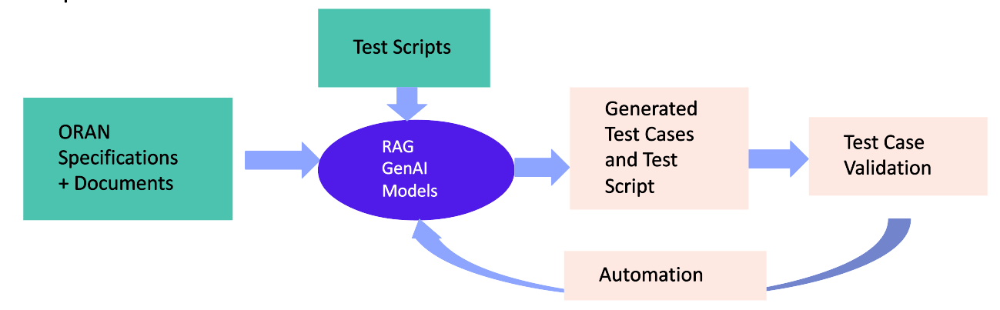 Test Scripts
ORAN
Specifications
+ Documents
RAG
GenAI
Models
Generated
Test Cases
and Test
Script
Test Case
Validation
Automation